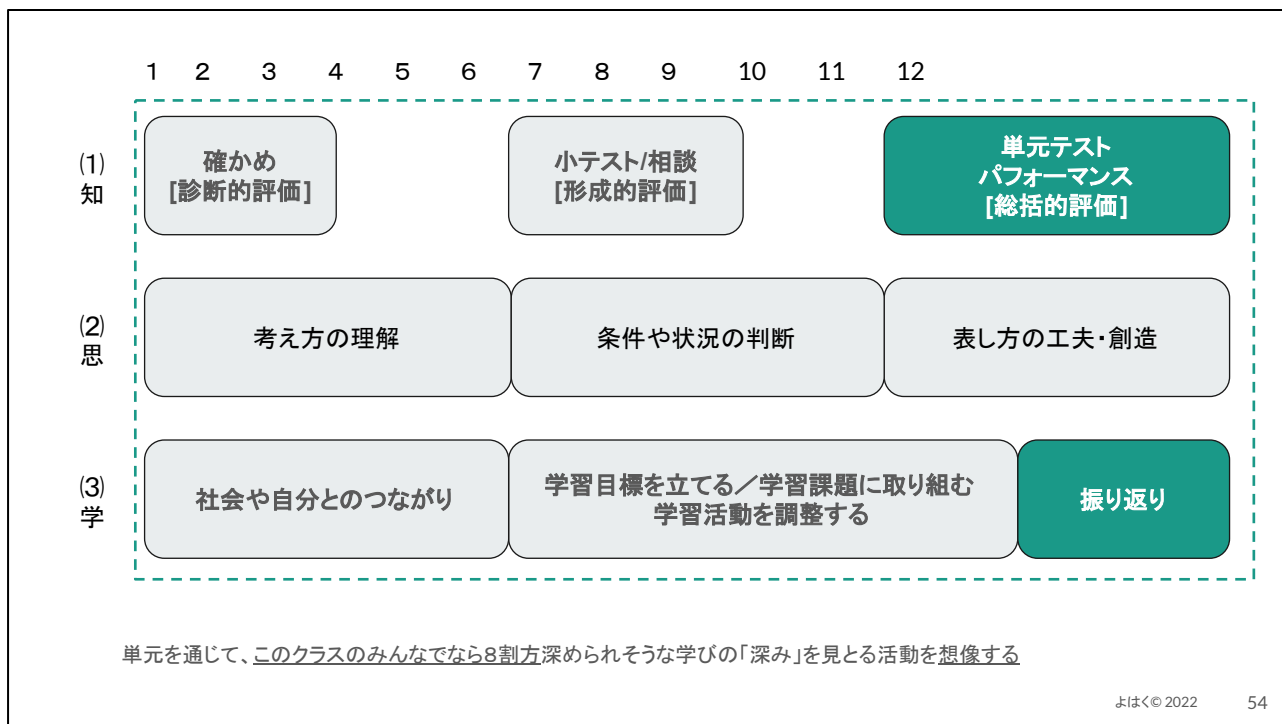 1 2 3 4 5 6 7 8 9 10 11 12
(1)
知
確かめ
[診断的評価]
小テスト/相談
[形成的評価]
単元テスト
パフォーマンス
[総括的評価]
(2)
思
考え方の理解
条件や状況の判断
表し方の工夫・創造
(3)
学
社会や自分とのつながり
学習目標を立てる／学習課題に取り組む
学習活動を調整する
振り返り
単元を通じて、このクラスのみんなでなら８割方深められそうな学びの「深み」を見とる活動を想像する
よはく© 2022 54